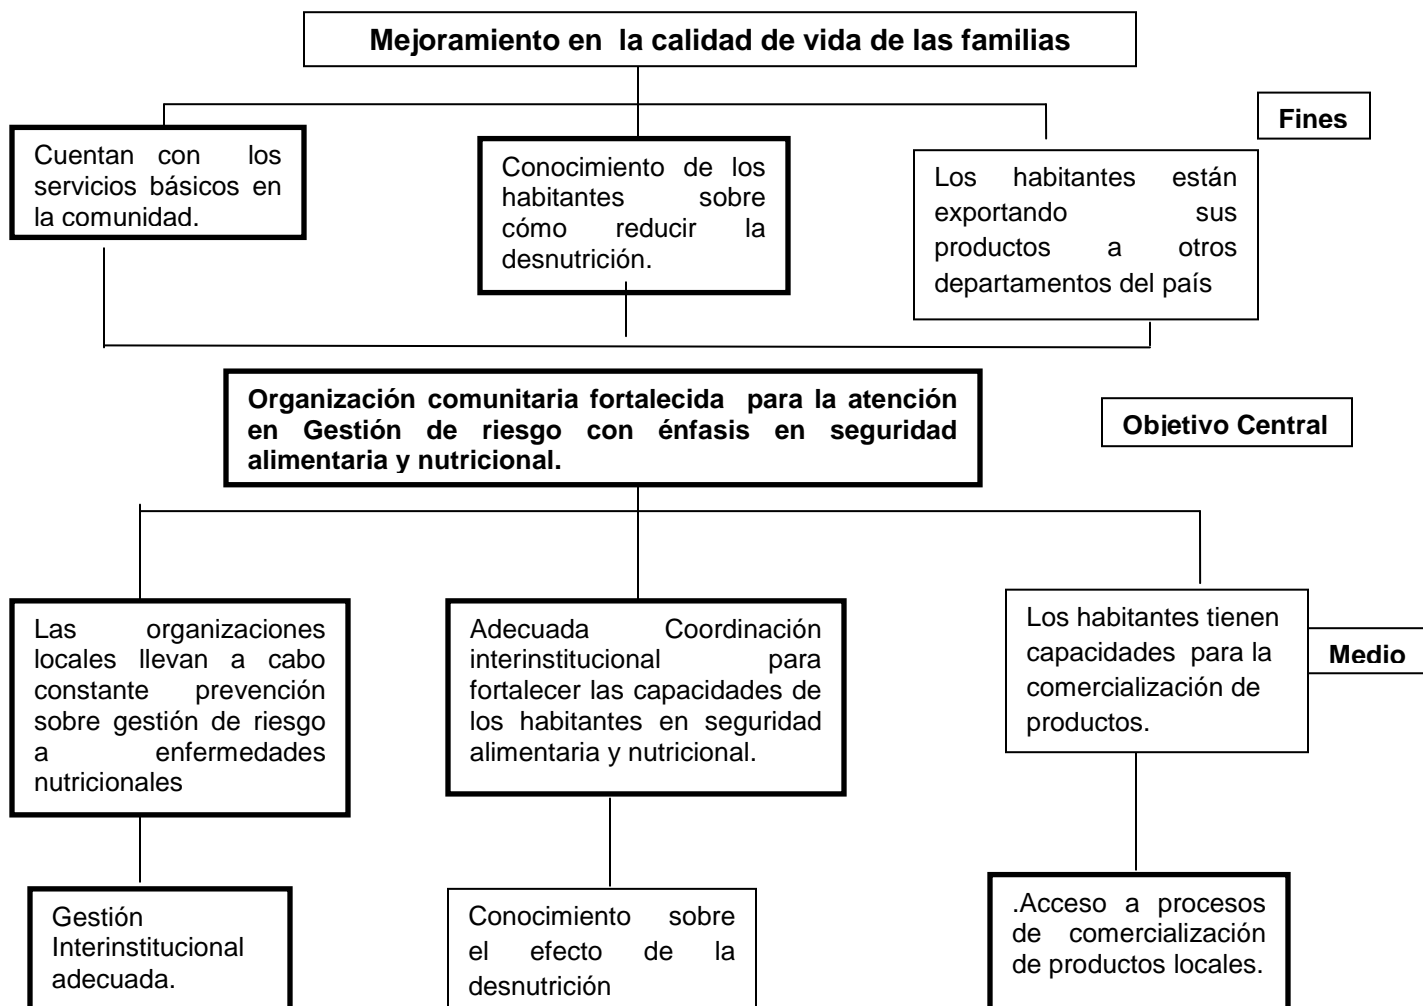 Mejoramiento en la calidad de vida de las familias
Fines
Cuentan con los
servicios básicos en
la comunidad.
Conocimiento de los
habitantes sobre
cómo reducir la
desnutrición.
Los habitantes están
exportando sus
productos a otros
departamentos del país
Organización comunitaria fortalecida para la atención
en Gestión de riesgo con énfasis en seguridad
alimentaria y nutricional.
Objetivo Central
Las organizaciones
locales llevan a cabo
constante prevención
sobre gestión de riesgo
a enfermedades
nutricionales
Adecuada Coordinación
interinstitucional para
fortalecer las capacidades de
los habitantes en seguridad
alimentaria y nutricional.
Los habitantes tienen
capacidades para la
comercialización de
productos.
Medio
Gestión
Interinstitucional
adecuada.
Conocimiento sobre
el efecto de la
desnutrición
.Acceso a procesos
de comercialización
de productos locales.